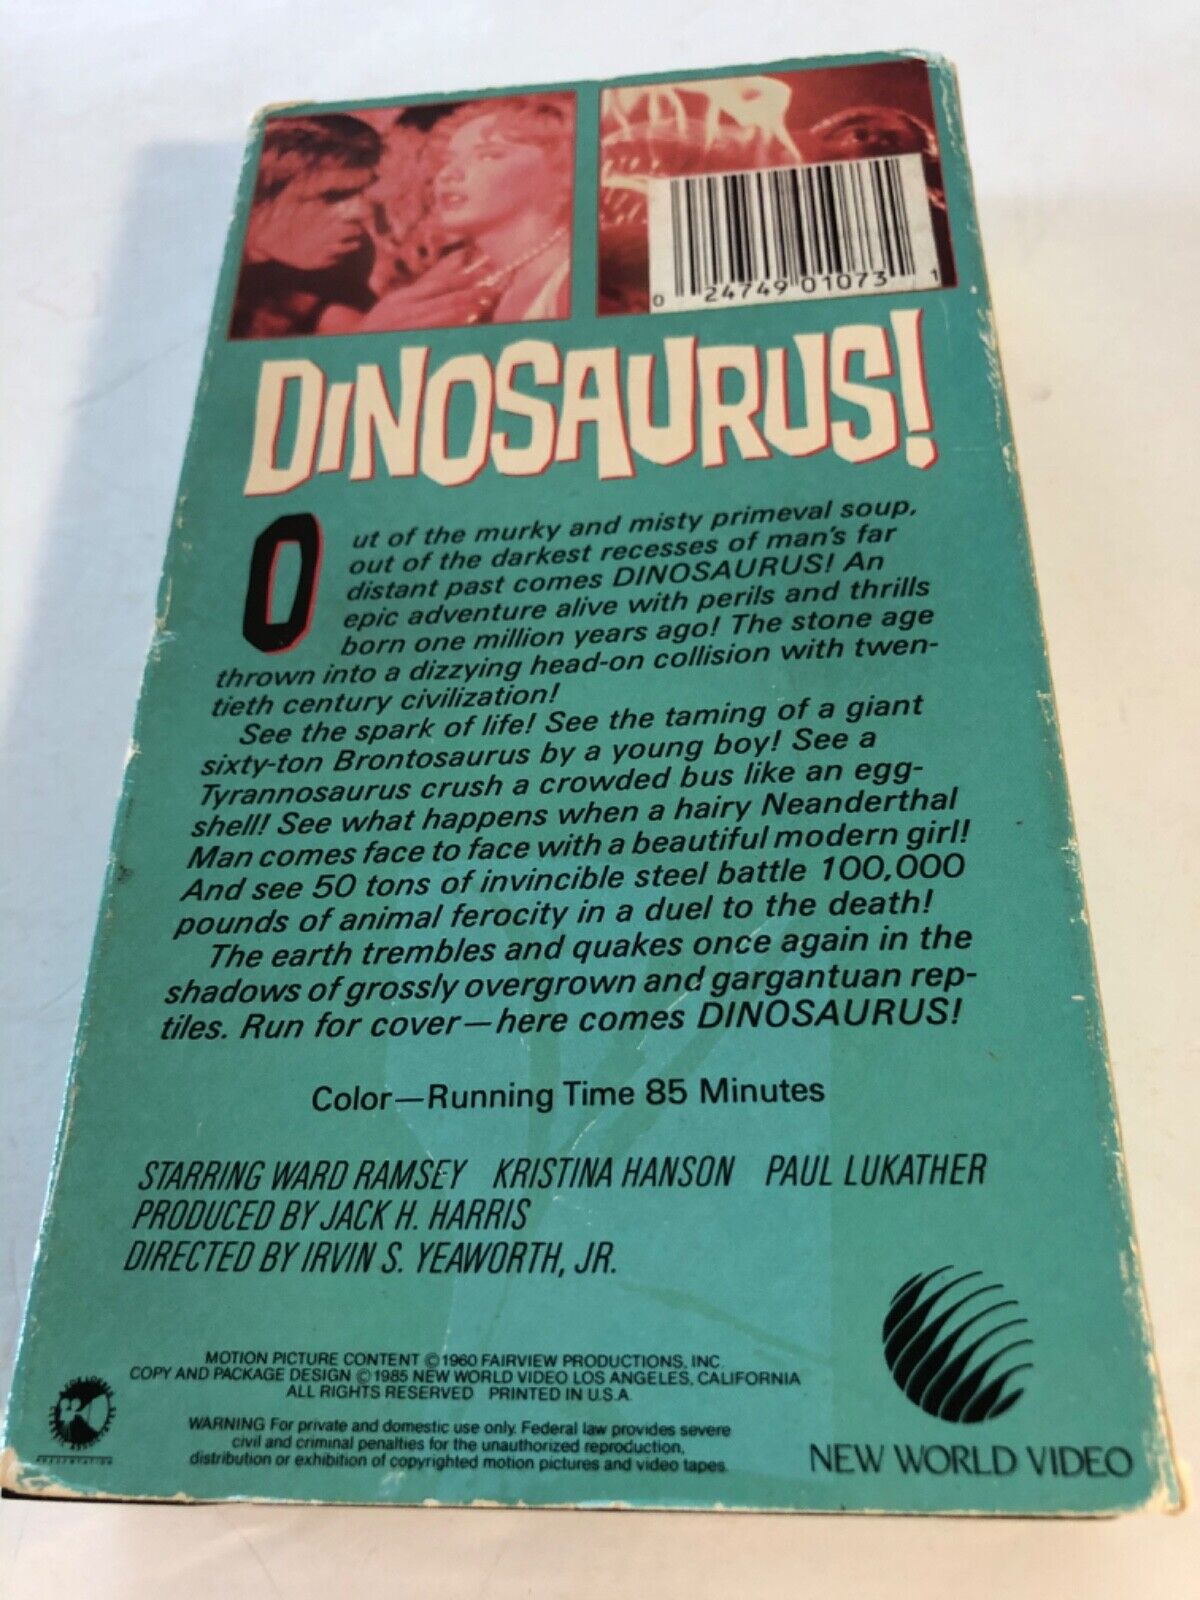 0 24749 01073 1
DINOSAURUS!
Out of the murky and misty primeval soup,
out of the darkest recesses of man's far
distant past comes DINOSAURUS! An
epic adventure alive with perils and thrills
born one million years ago! The stone age
thrown into a dizzying head-on collision with twen-
tieth century civilization!
See the spark of life! See the taming of a giant
sixty-ton Brontosaurus by a young boy! See a
Tyrannosaurus crush a crowded bus like an egg-
shell! See what happens when a hairy Neanderthal
Man comes face to face with a beautiful modern girl!
And see 50 tons of invincible steel battle 100,000
pounds of animal ferocity in a duel to the death!
The earth trembles and quakes once again in the
shadows of grossly overgrown and gargantuan rep-
tiles. Run for cover—here comes DINOSAURUS!
Color—Running Time 85 Minutes
STARRING WARD RAMSEY KRISTINA HANSON PAUL LUKATHER
PRODUCED BY JACK H. HARRIS
DIRECTED BY IRVIN S. YEAWORTH, JR.
MOTION PICTURE CONTENT ©1960 FAIRVIEW PRODUCTIONS, INC.
COPY AND PACKAGE DESIGN ©1985 NEW WORLD VIDEO LOS ANGELES, CALIFORNIA
ALL RIGHTS RESERVED PRINTED IN U.S.A.
WARNING For private and domestic use only. Federal law provides severe
civil and criminal penalties for the unauthorized reproduction,
distribution or exhibition of copyrighted motion pictures and video tapes.
NEW WORLD VIDEO